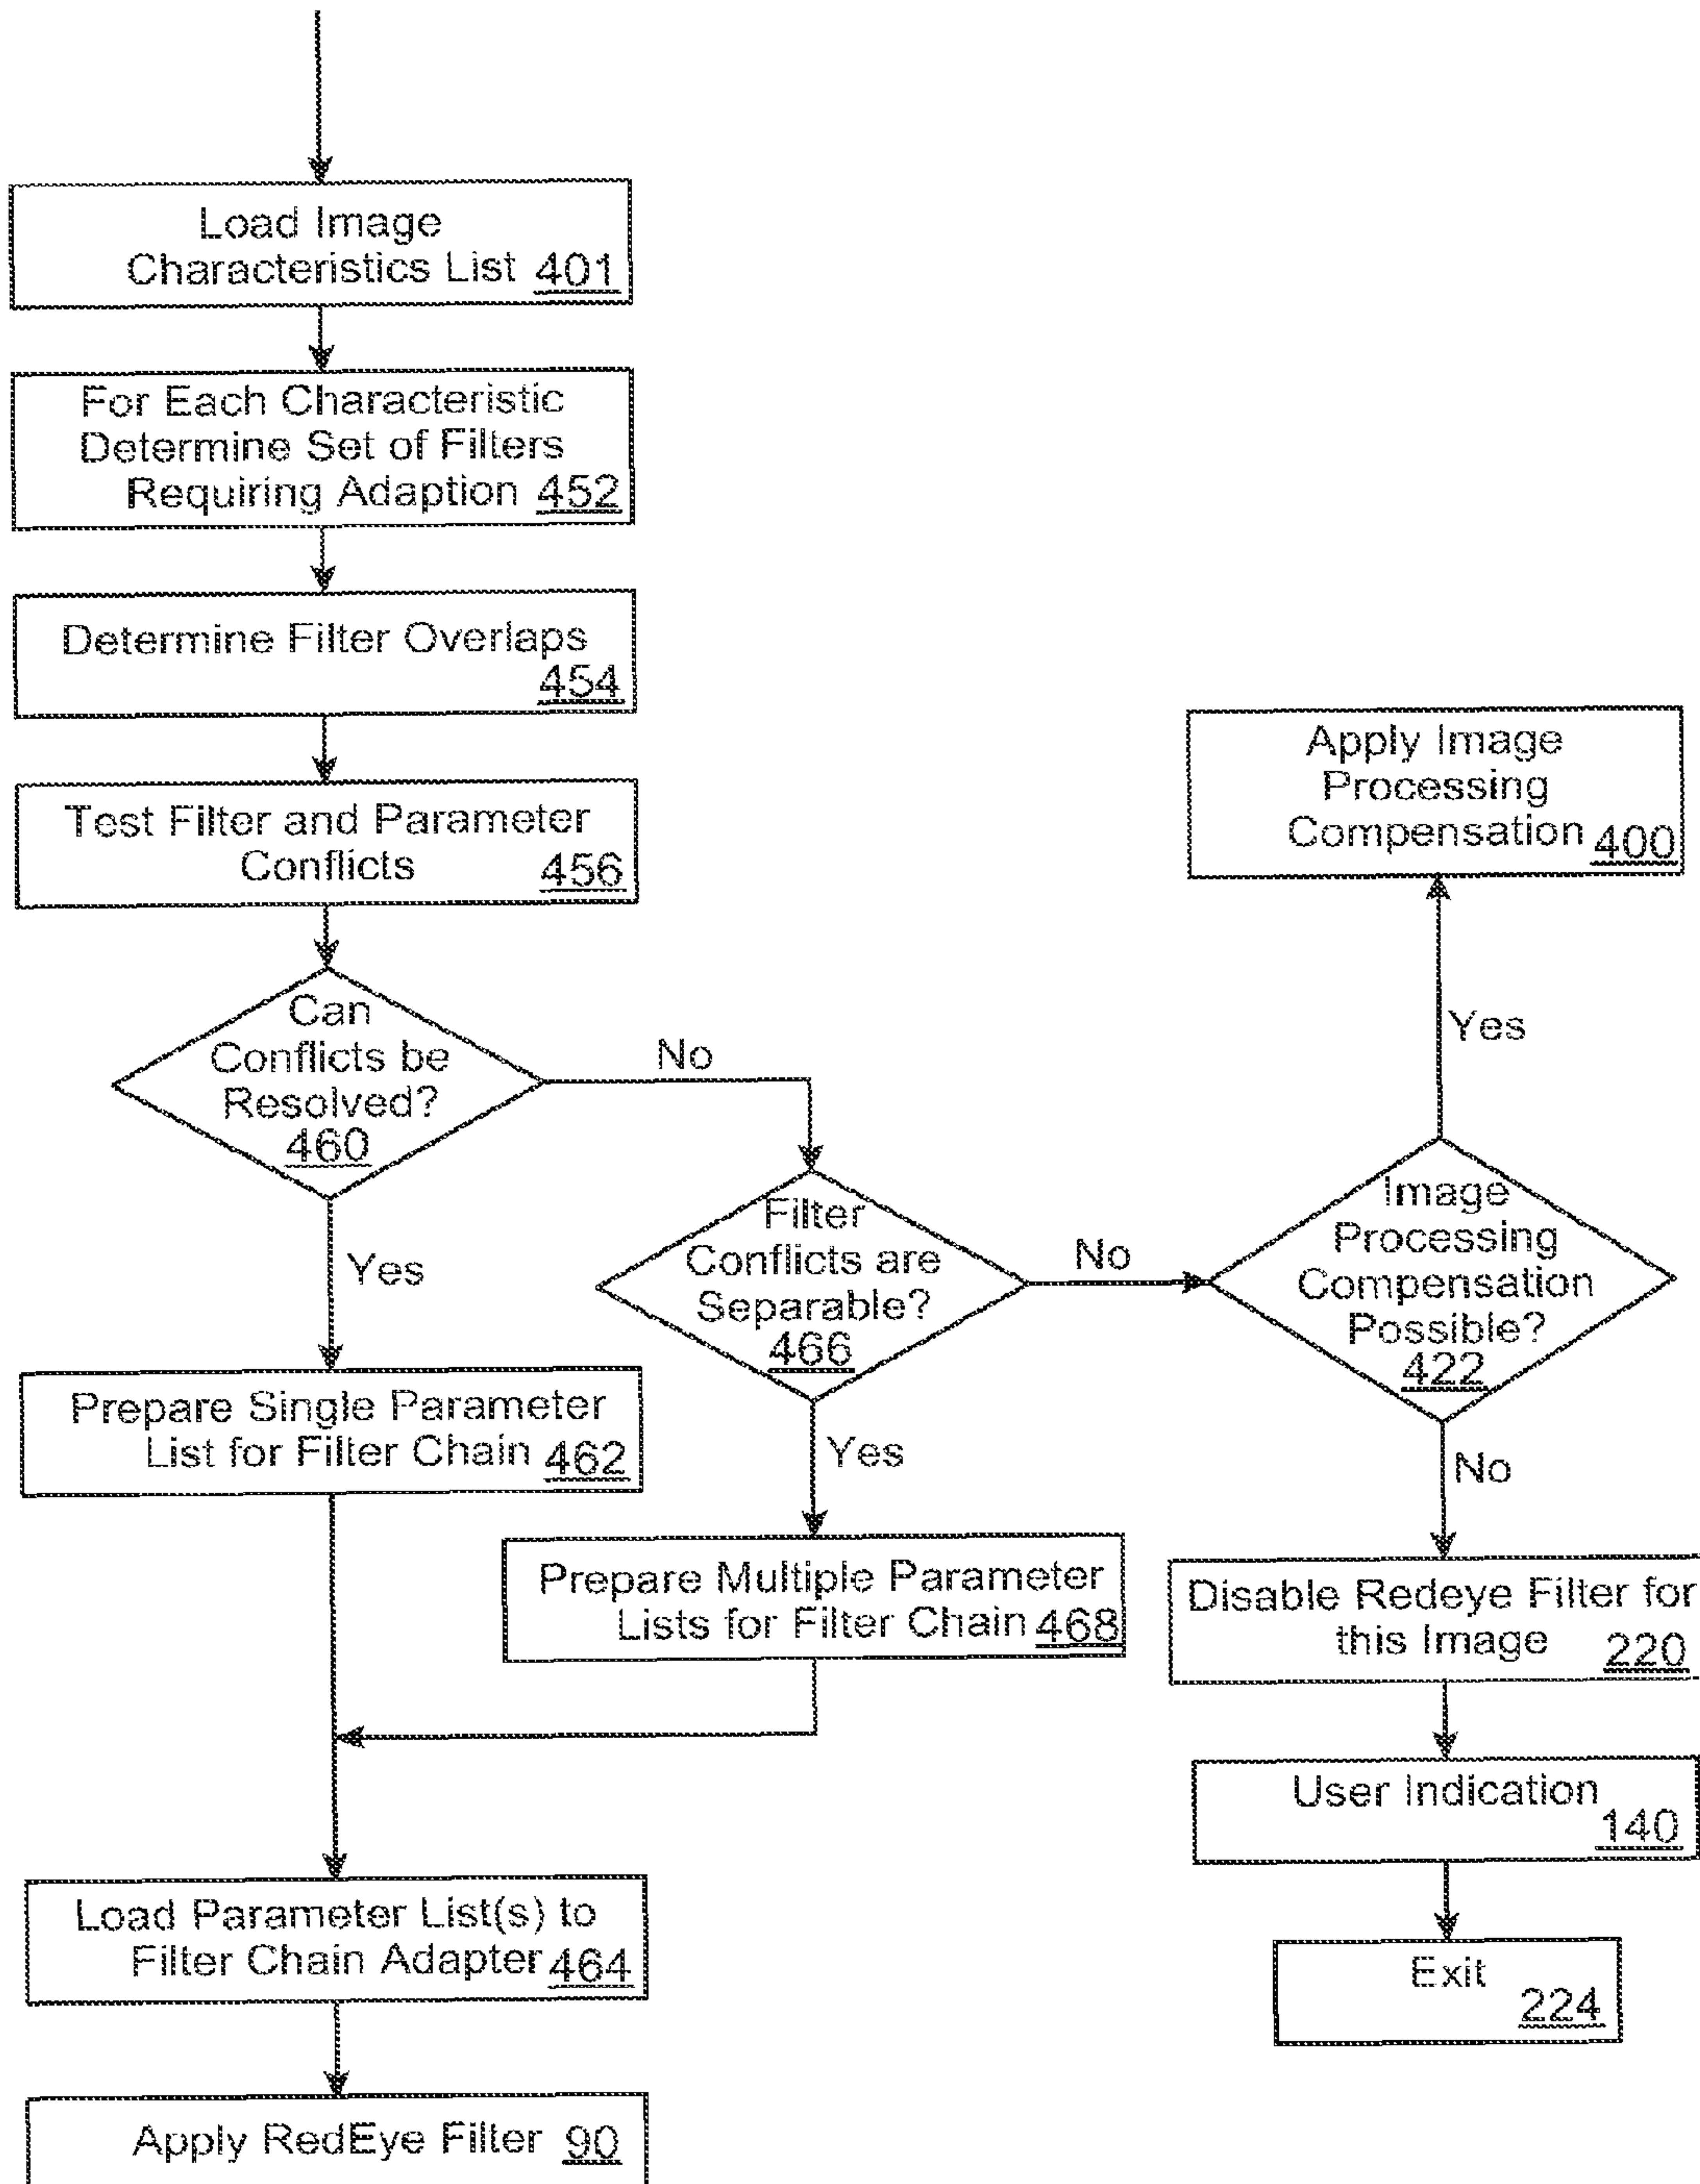 Load Image
Characteristics List 401
For Each Characteristic
Determine Set of Filters
Requiring Adaption 452
Determine Filter Overlaps
454
Test Filter and Parameter
Conflicts 456
Can
Conflicts be
Resolved?
460
No
Yes
Filter
Conflicts are
Separable?
466
No
Yes
Image
Processing
Compensation
Possible?
422
Yes
No
Apply Image
Processing
Compensation 400
Prepare Single Parameter
List for Filter Chain 462
Prepare Multiple Parameter
Lists for Filter Chain 468
Disable Redeye Filter for
this Image 220
User Indication
140
Exit
224
Load Parameter List(s) to
Filter Chain Adapter 464
Apply RedEye Filter 90